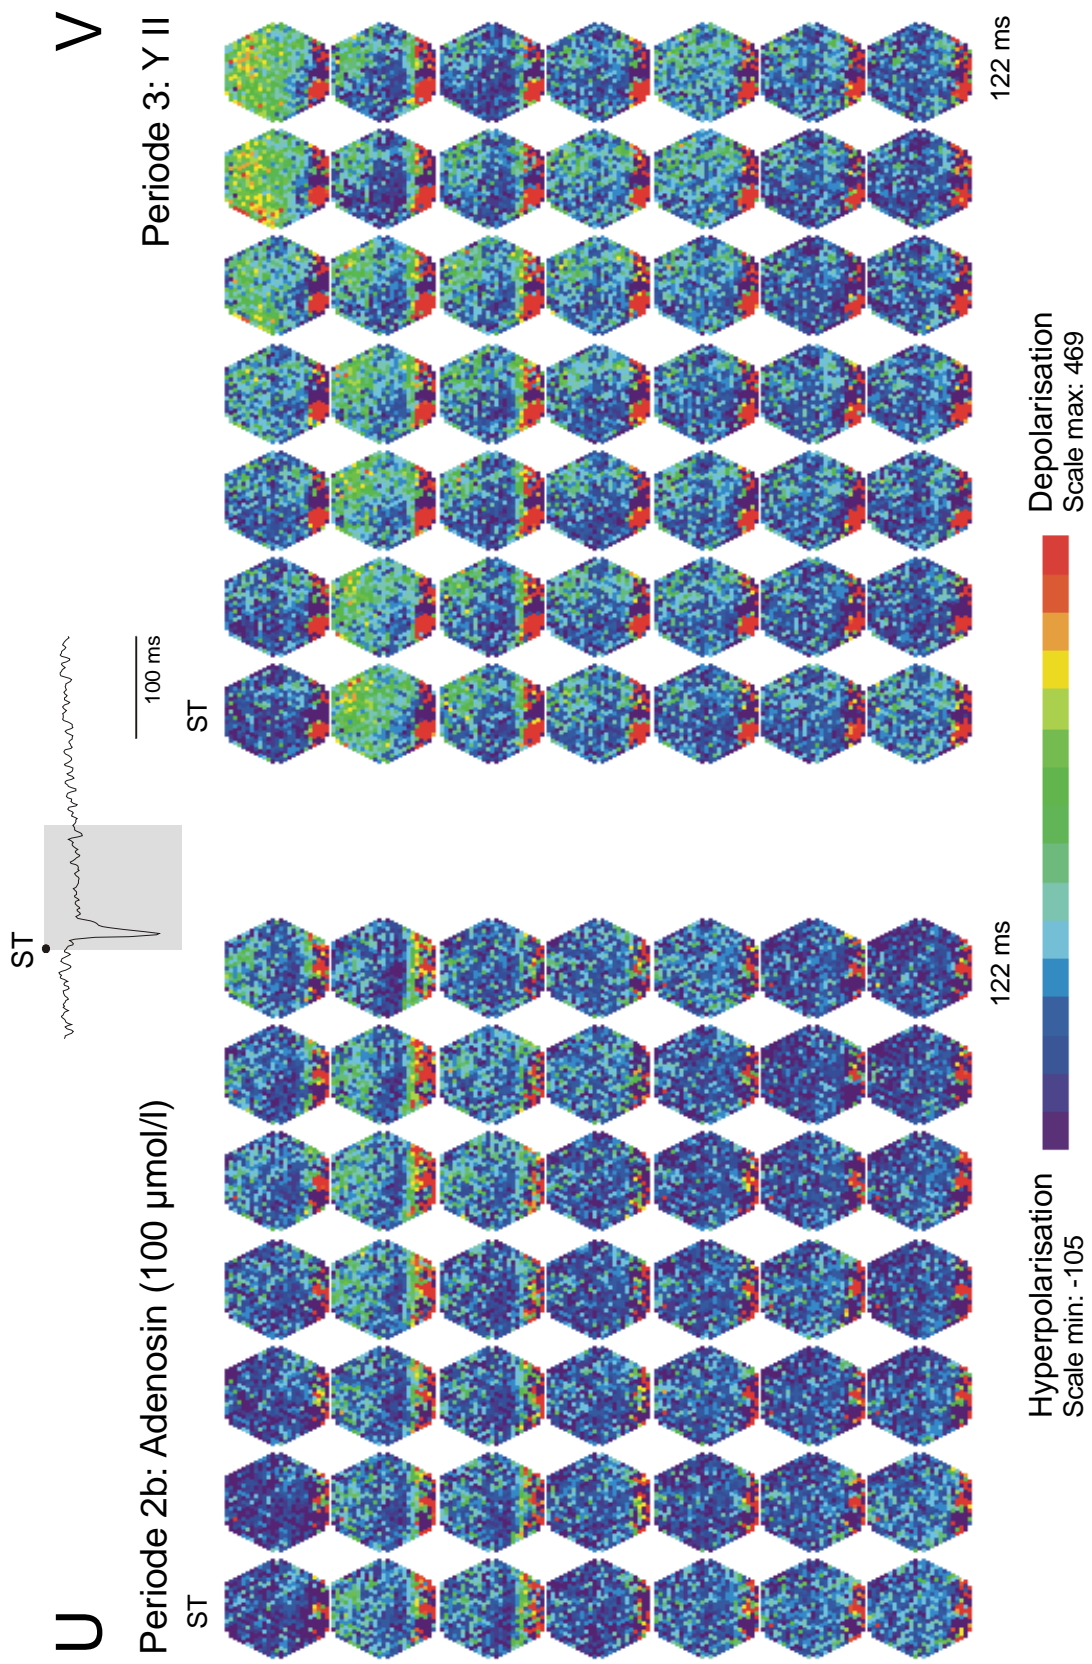 U
Periode 2b: Adenosin (100 µmol/l)
ST
122 ms
ST
100 ms
V
Periode 3: Y II
ST
122 ms
Hyperpolarisation
Scale min: -105
Depolarisation
Scale max: 469